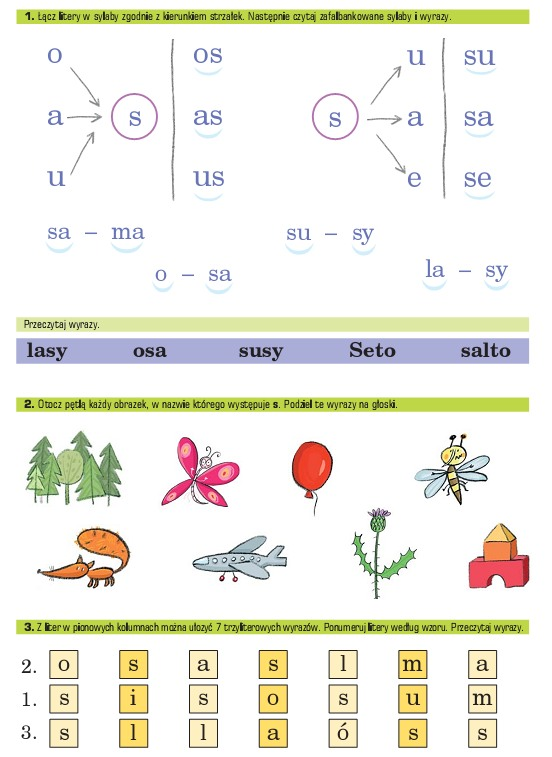 1. Łącz litery w sylaby zgodnie z kierunkiem strzałek. Następnie czytaj zafalbankowane sylaby i wyrazy.
o os u su
a s as s a sa
u us e se
sa – ma su – sy
o – sa la – sy
Przeczytaj wyrazy.
lasy osa susy Seto salto
2. Otocz pętlą każdy obrazek, w nazwie którego występuje s. Podziel te wyrazy na głoski.
3. Z liter w pionowych kolumnach można ułożyć 7 trzyliterowych wyrazów. Ponumeruj litery według wzoru. Przeczytaj wyrazy.
2. o s a s l m a
1. s i s o s u m
3. s l l a ó s s